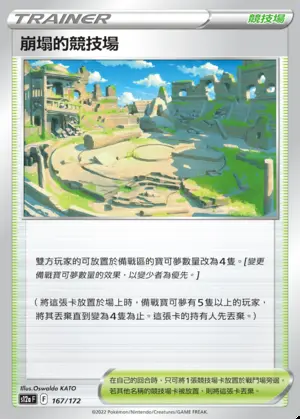 TRAINER 競技場
崩塌的競技場
雙方玩家的可放置於備戰區的寶可夢數量改為4隻。[變更
備戰寶可夢數量的效果，以變少者為優先。]
（將這張卡放置於場上時，備戰寶可夢有5隻以上的玩家，
將其丟棄直到變為4隻為止。這張卡的持有人先丟棄。）
Illus.Oswaldo KATO
s12a F F 167/172
在自己的回合時，只可將1張競技場卡放置於戰鬥場旁邊。
若其他名稱的競技場卡被放置，則將這張卡丟棄。
©2022 Pokémon/Nintendo/Creatures/GAME FREAK.